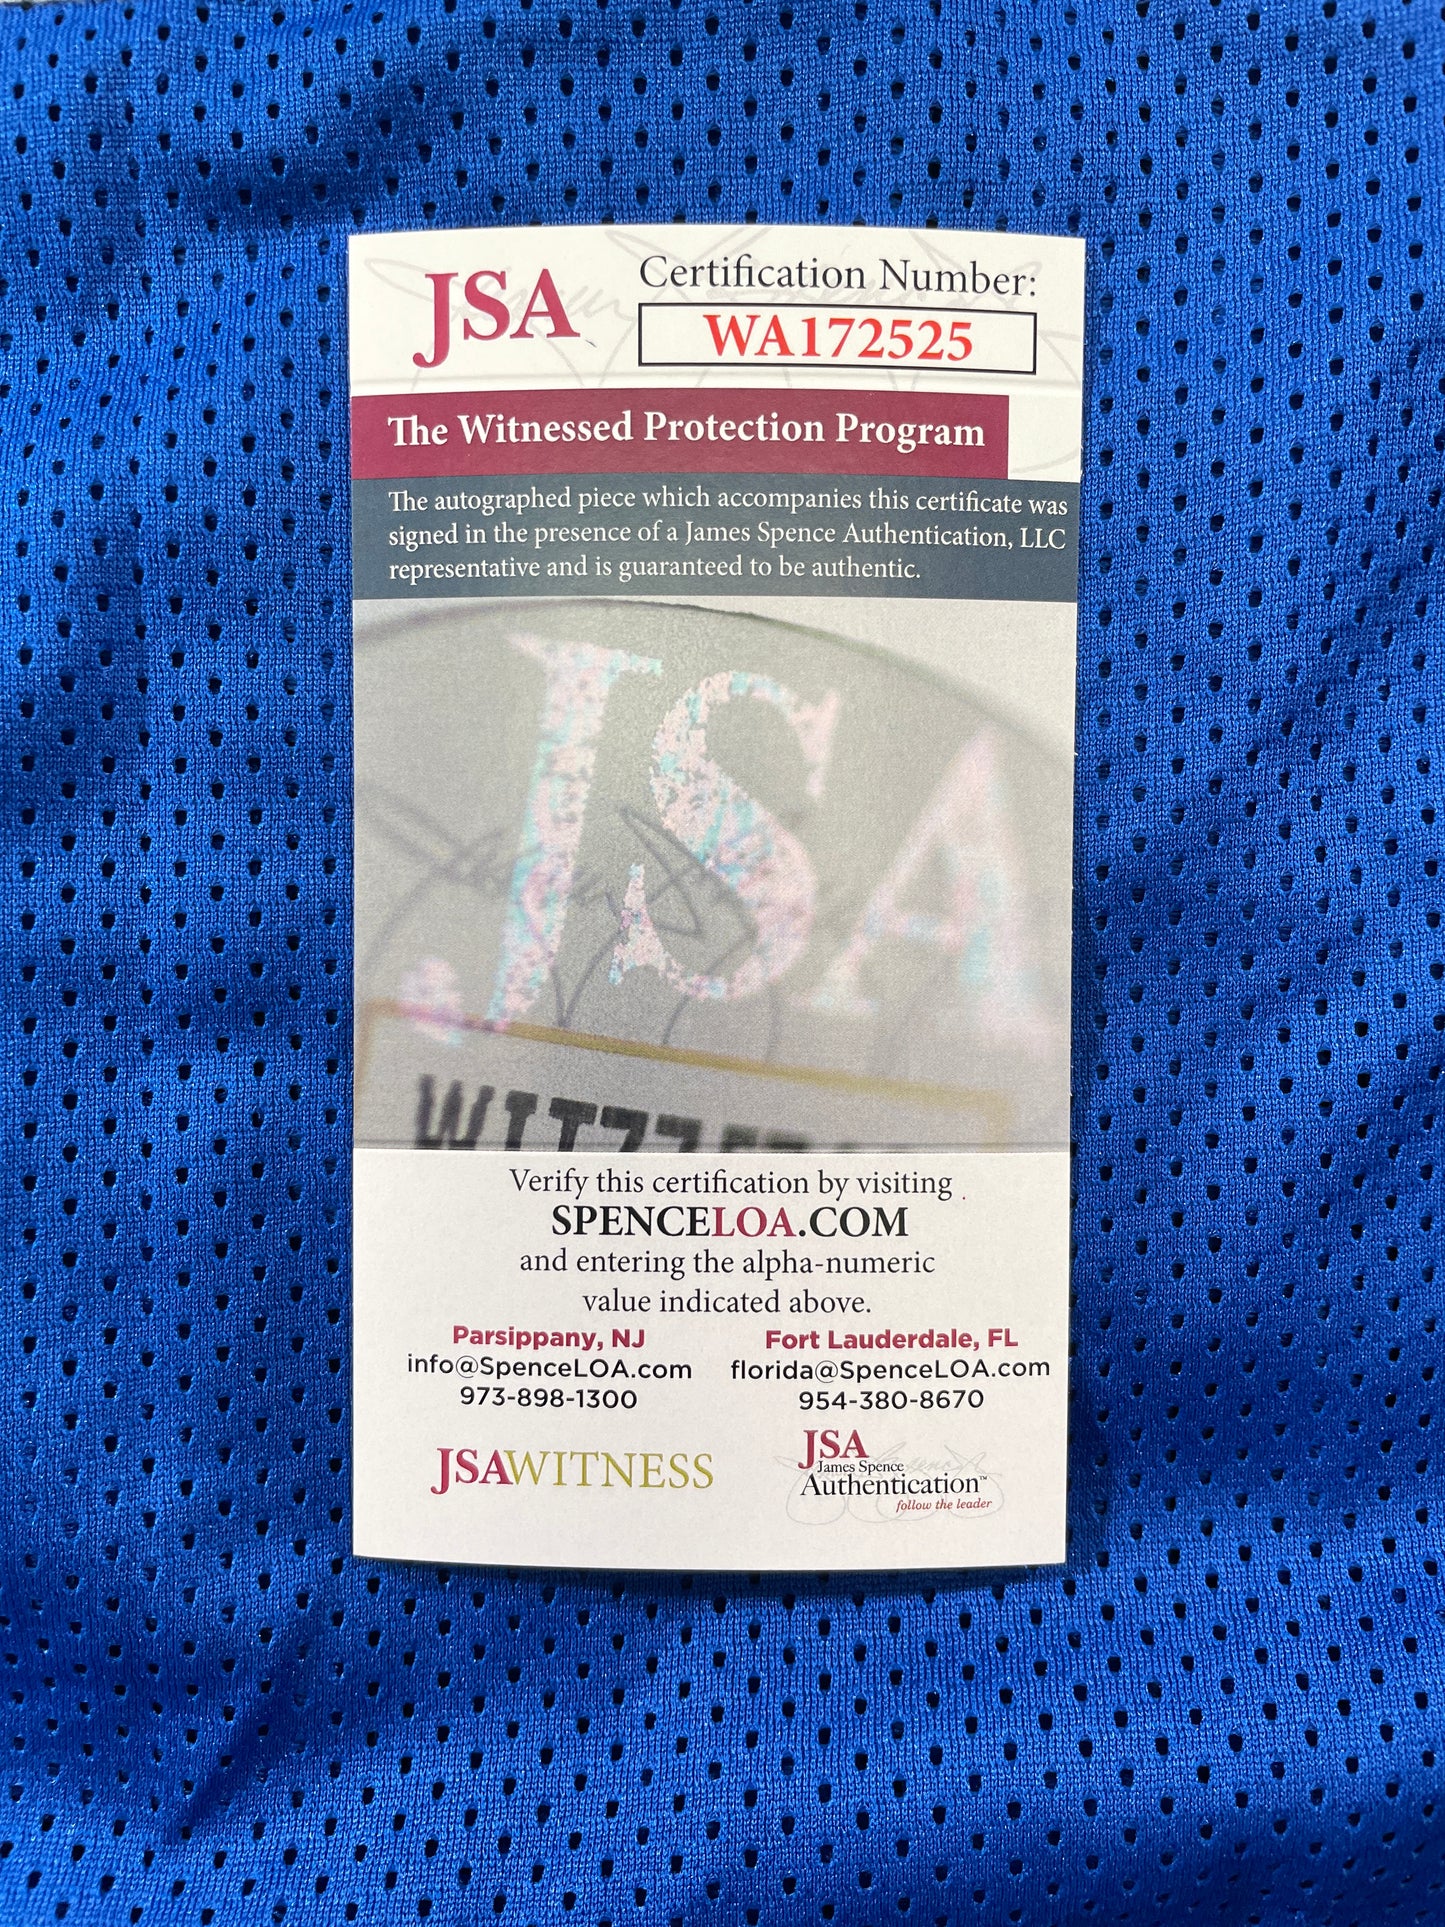 JSA
Certification Number:
WA172525
The Witnessed Protection Program
The autographed piece which accompanies this certificate was
signed in the presence of a James Spence Authentication, LLC
representative and is guaranteed to be authentic.
JSA
Verify this certification by visiting
SPENCELOA.COM
and entering the alpha-numeric
value indicated above.
Parsippany, NJ
info@SpenceLOA.com
973-898-1300
Fort Lauderdale, FL
florida@SpenceLOA.com
954-380-8670
JSAWITNESS
JSA
James Spence
Authentication™
follow the leader